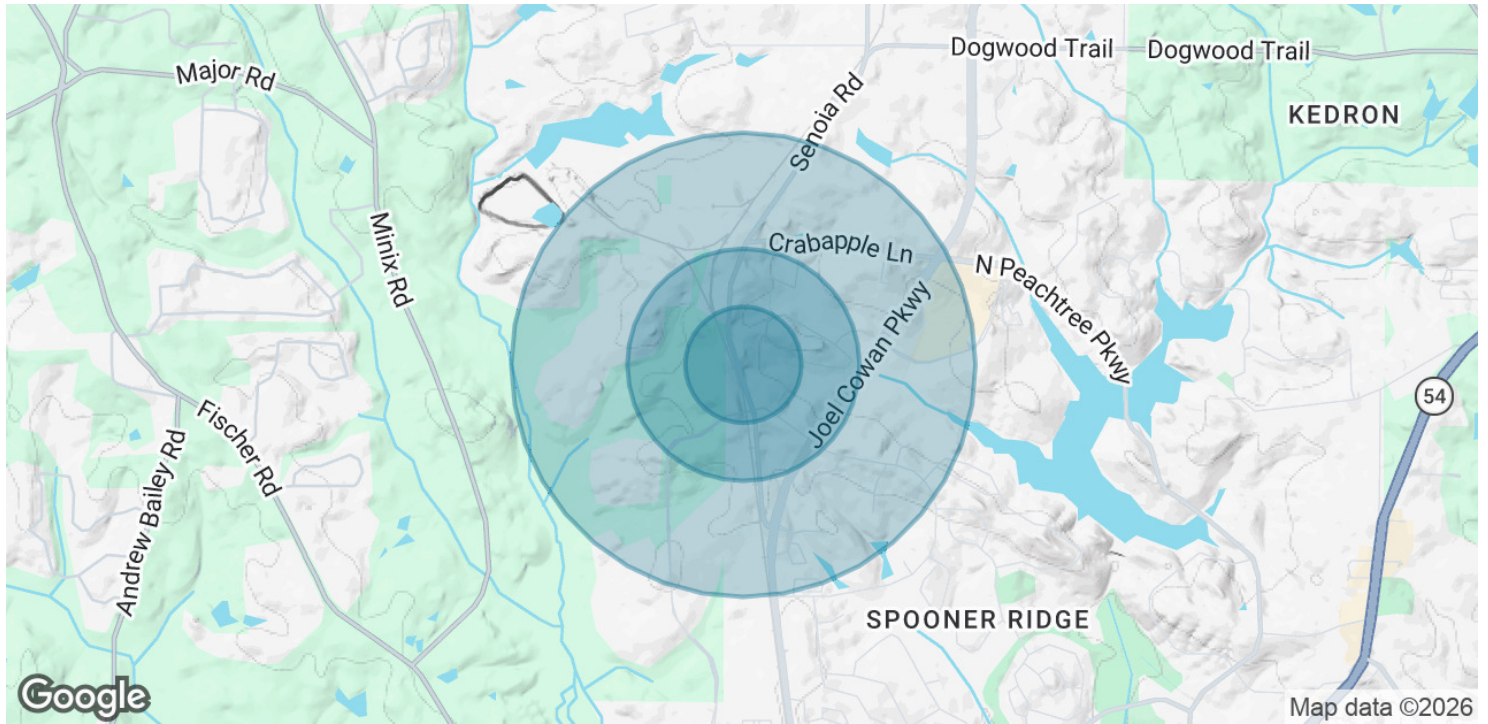 Dogwood Trail
Dogwood Trail
Major Rd
KEDRON
Senoia Rd
Minix Rd
Crabapple Ln
N Peachtree Pkwy
Joel Cowan Pkwy
54
Fischer Rd
Andrew Bailey Rd
SPOONER RIDGE
Google
Map data ©2026